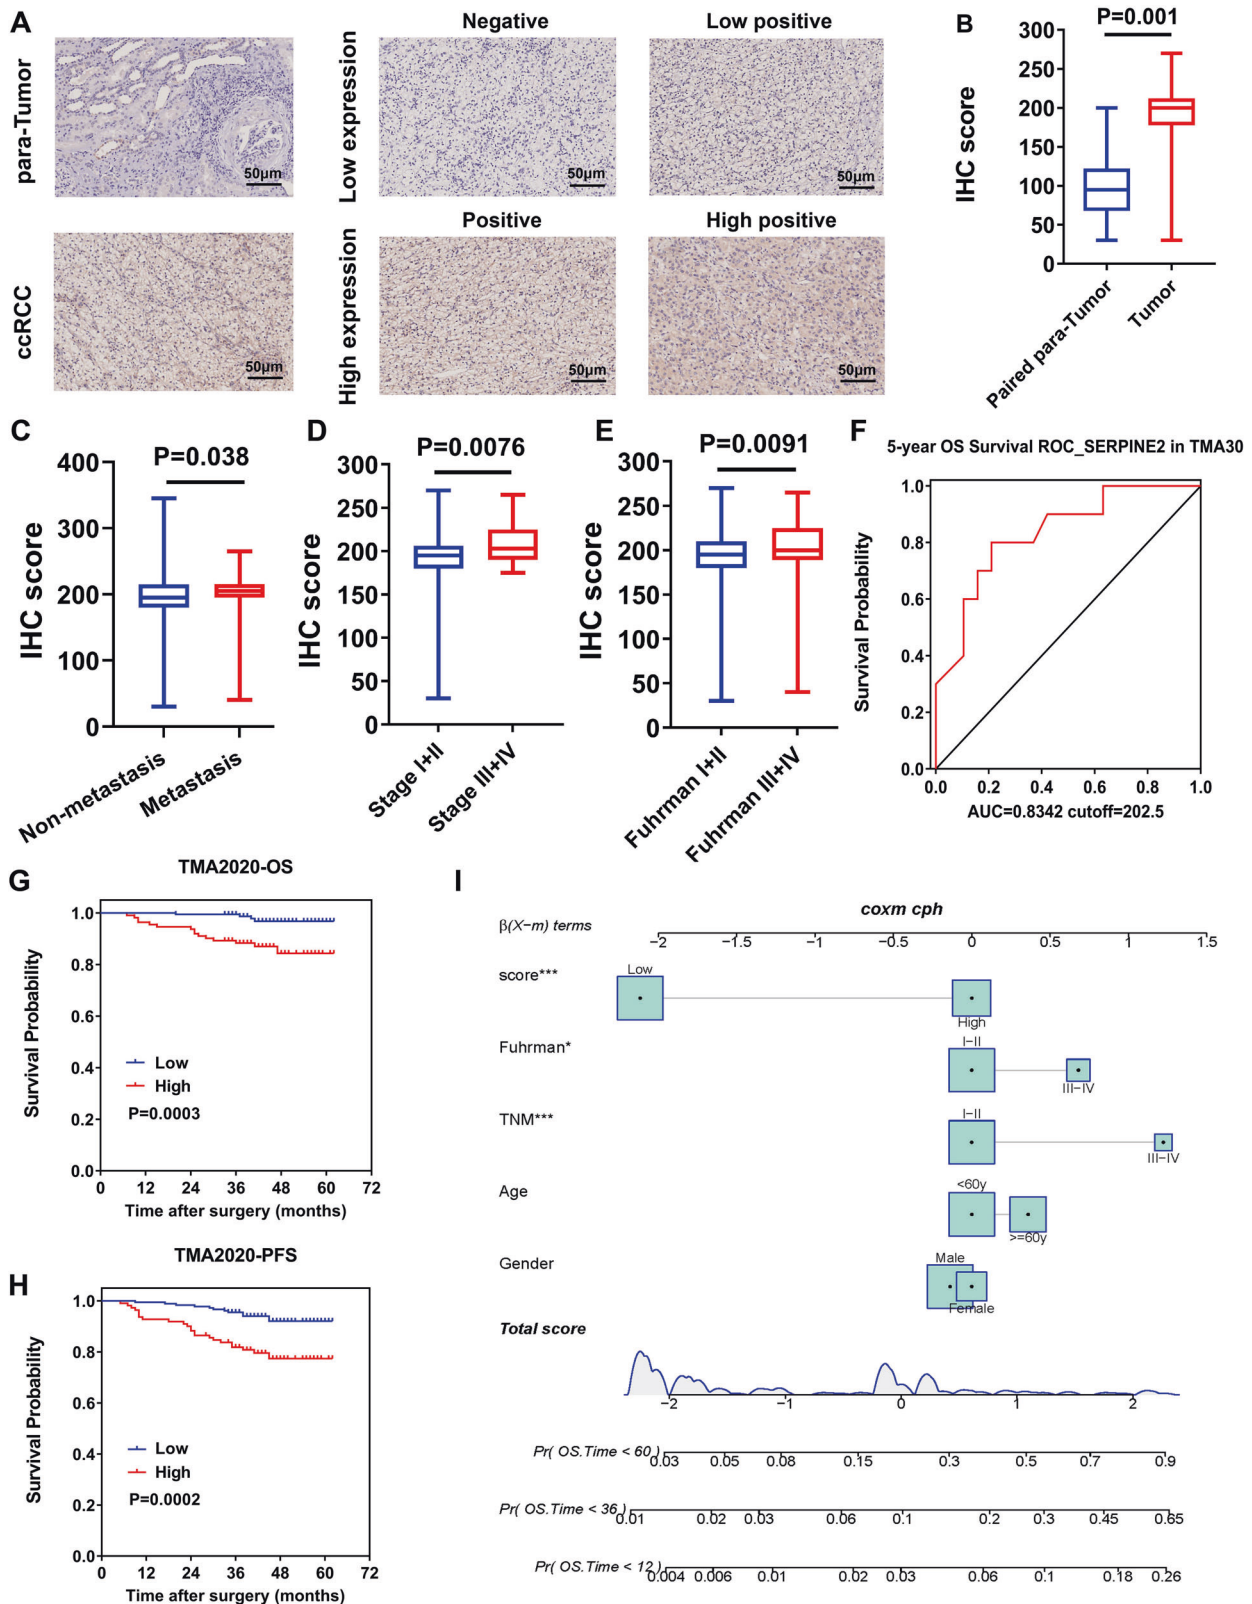 A
Negative
Low positive
para-Tumor
50µm
Low expression
50µm
50µm
Positive
High positive
ccRCC
50µm
High expression
50µm
50µm
B
P=0.001
IHC score
300
250
200
150
100
50
0
Paired para-Tumor
Tumor
C
P=0.038
IHC score
400
300
200
100
0
Non-metastasis
Metastasis
D
P=0.0076
IHC score
300
250
200
150
100
50
0
Stage I+II
Stage III+IV
E
P=0.0091
IHC score
300
250
200
150
100
50
0
Fuhrman I+II
Fuhrman III+IV
F
5-year OS Survival ROC_SERPINE2 in TMA30
Survival Probability
1.0
0.8
0.6
0.4
0.2
0.0
0.0 0.2 0.4 0.6 0.8 1.0
AUC=0.8342 cutoff=202.5
G
TMA2020-OS
Survival Probability
1.0
0.8
0.6
0.4
0.2
0.0
Low
High
P=0.0003
0 12 24 36 48 60 72
Time after surgery (months)
H
TMA2020-PFS
Survival Probability
1.0
0.8
0.6
0.4
0.2
0.0
Low
High
P=0.0002
0 12 24 36 48 60 72
Time after surgery (months)
I
coxm cph
β(X−m) terms
−2 −1.5 −1 −0.5 0 0.5 1 1.5
score***
Low
High
Fuhrman*
I−II
III−IV
TNM***
I−II
III−IV
Age
<60y
>=60y
Gender
Male
Female
Total score
−2 −1 0 1 2
Pr( OS.Time < 60 )
0.03 0.05 0.08 0.15 0.3 0.5 0.7 0.9
Pr( OS.Time < 36 )
0.01 0.02 0.03 0.06 0.1 0.2 0.3 0.45 0.65
Pr( OS.Time < 12 )
0.004 0.006 0.01 0.02 0.03 0.06 0.1 0.18 0.26